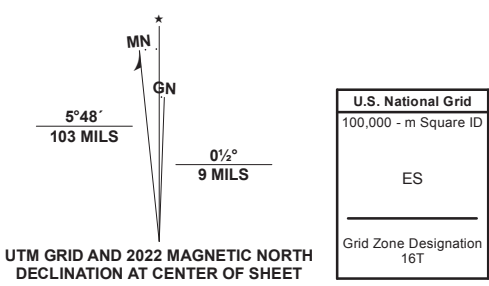 MN
GN
5°48´
103 MILS
0½°
9 MILS
UTM GRID AND 2022 MAGNETIC NORTH
DECLINATION AT CENTER OF SHEET
U.S. National Grid
100,000 - m Square ID
ES
Grid Zone Designation
16T